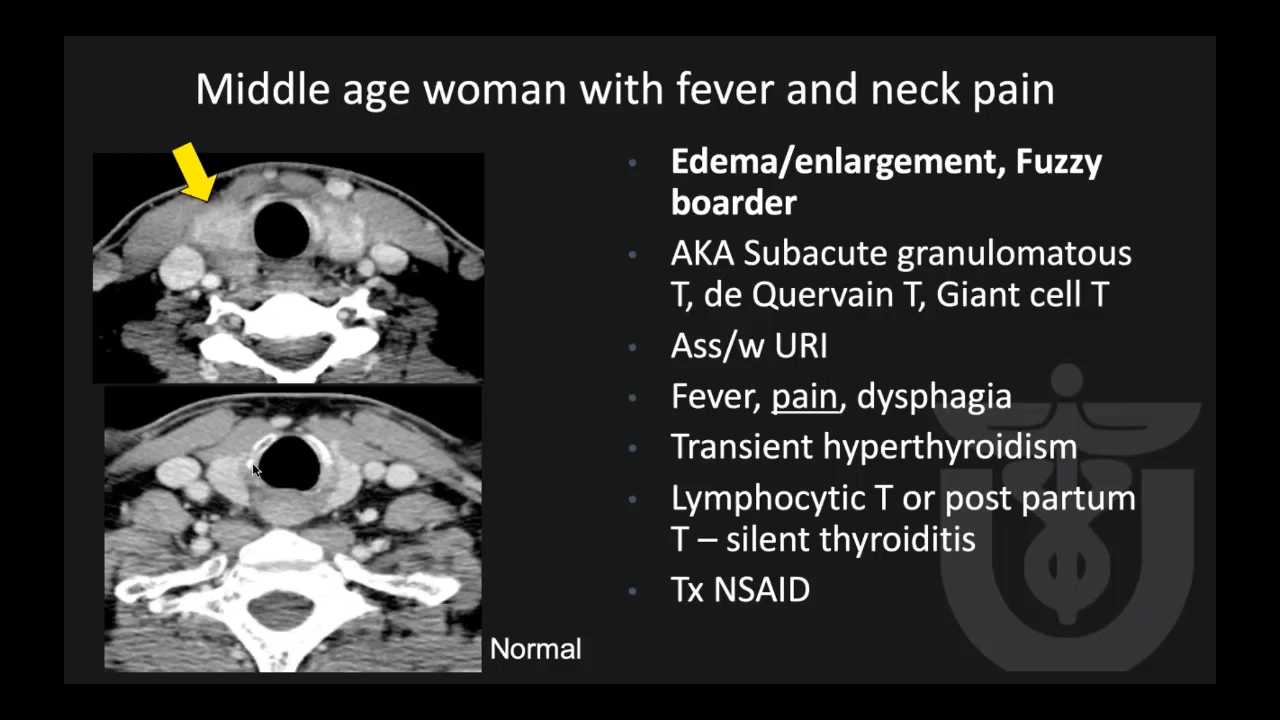 Middle age woman with fever and neck pain
Edema/enlargement, Fuzzy
boarder
AKA Subacute granulomatous
T, de Quervain T, Giant cell T
Ass/w URI
Fever, pain, dysphagia
Transient hyperthyroidism
Lymphocytic T or post partum
T – silent thyroiditis
Tx NSAID
Normal